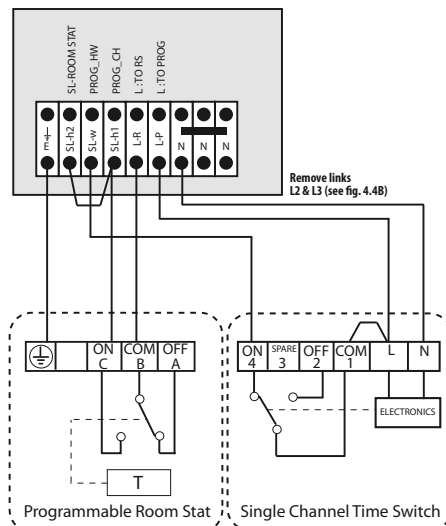 SL-ROOM STAT
PROG_HW
PROG_CH
L :TO RS
L :TO PROG
E
SL-h2
SL-w
SL-h1
L-R
L-P
N
N
N
Remove links
L2 & L3 (see fig. 4.4B)
ON COM OFF
C B A
T
Programmable Room Stat
ON SPARE OFF COM L N
4 3 2 1
ELECTRONICS
Single Channel Time Switch